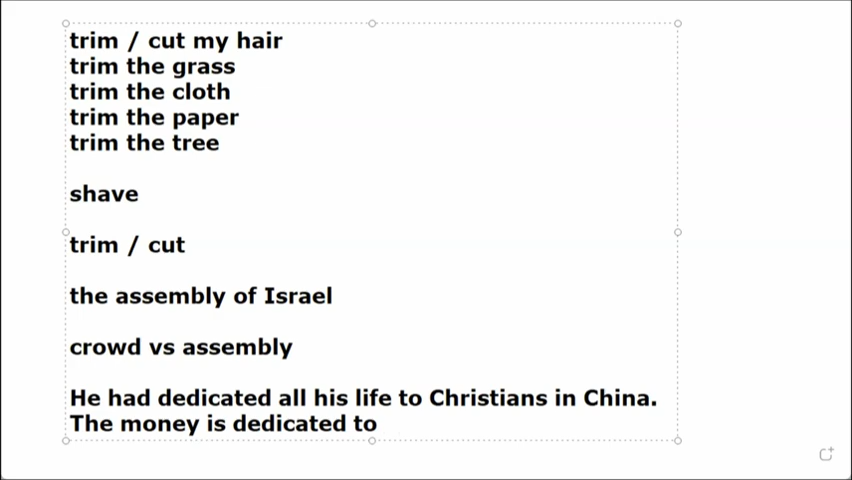 trim / cut my hair
trim the grass
trim the cloth
trim the paper
trim the tree
shave
trim / cut
the assembly of Israel
crowd vs assembly
He had dedicated all his life to Christians in China.
The money is dedicated to